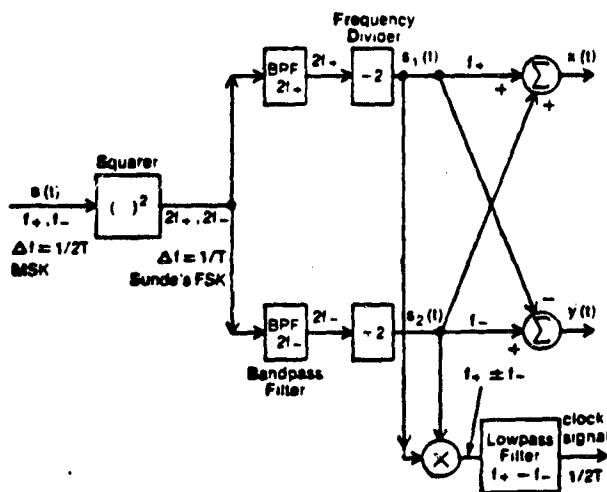 Frequency
Divider
BPF
2f+
2f+
÷2
s1(t)
f+
+
Σ
x(t)
+
Squarer
s(t)
f+, f-
( )²
2f+, 2f-
Δf = 1/2T
MSK
Δf = 1/T
Sunde's FSK
BPF
2f-
2f-
÷2
s2(t)
f-
-
+
Σ
y(t)
Bandpass
Filter
f+ ± f-
×
Lowpass
Filter
f+ - f-
clock
signal
1/2T